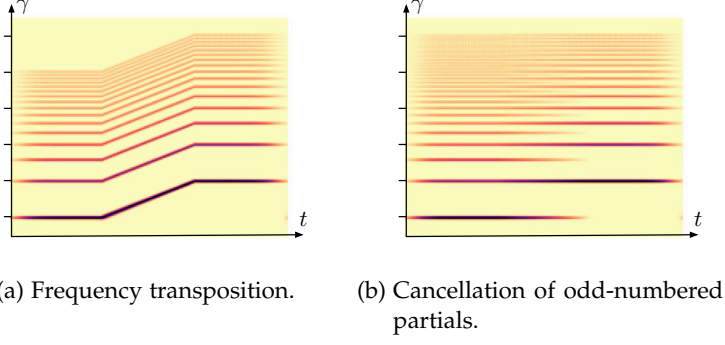 γ
γ
t
t
(a) Frequency transposition.
(b) Cancellation of odd-numbered
partials.